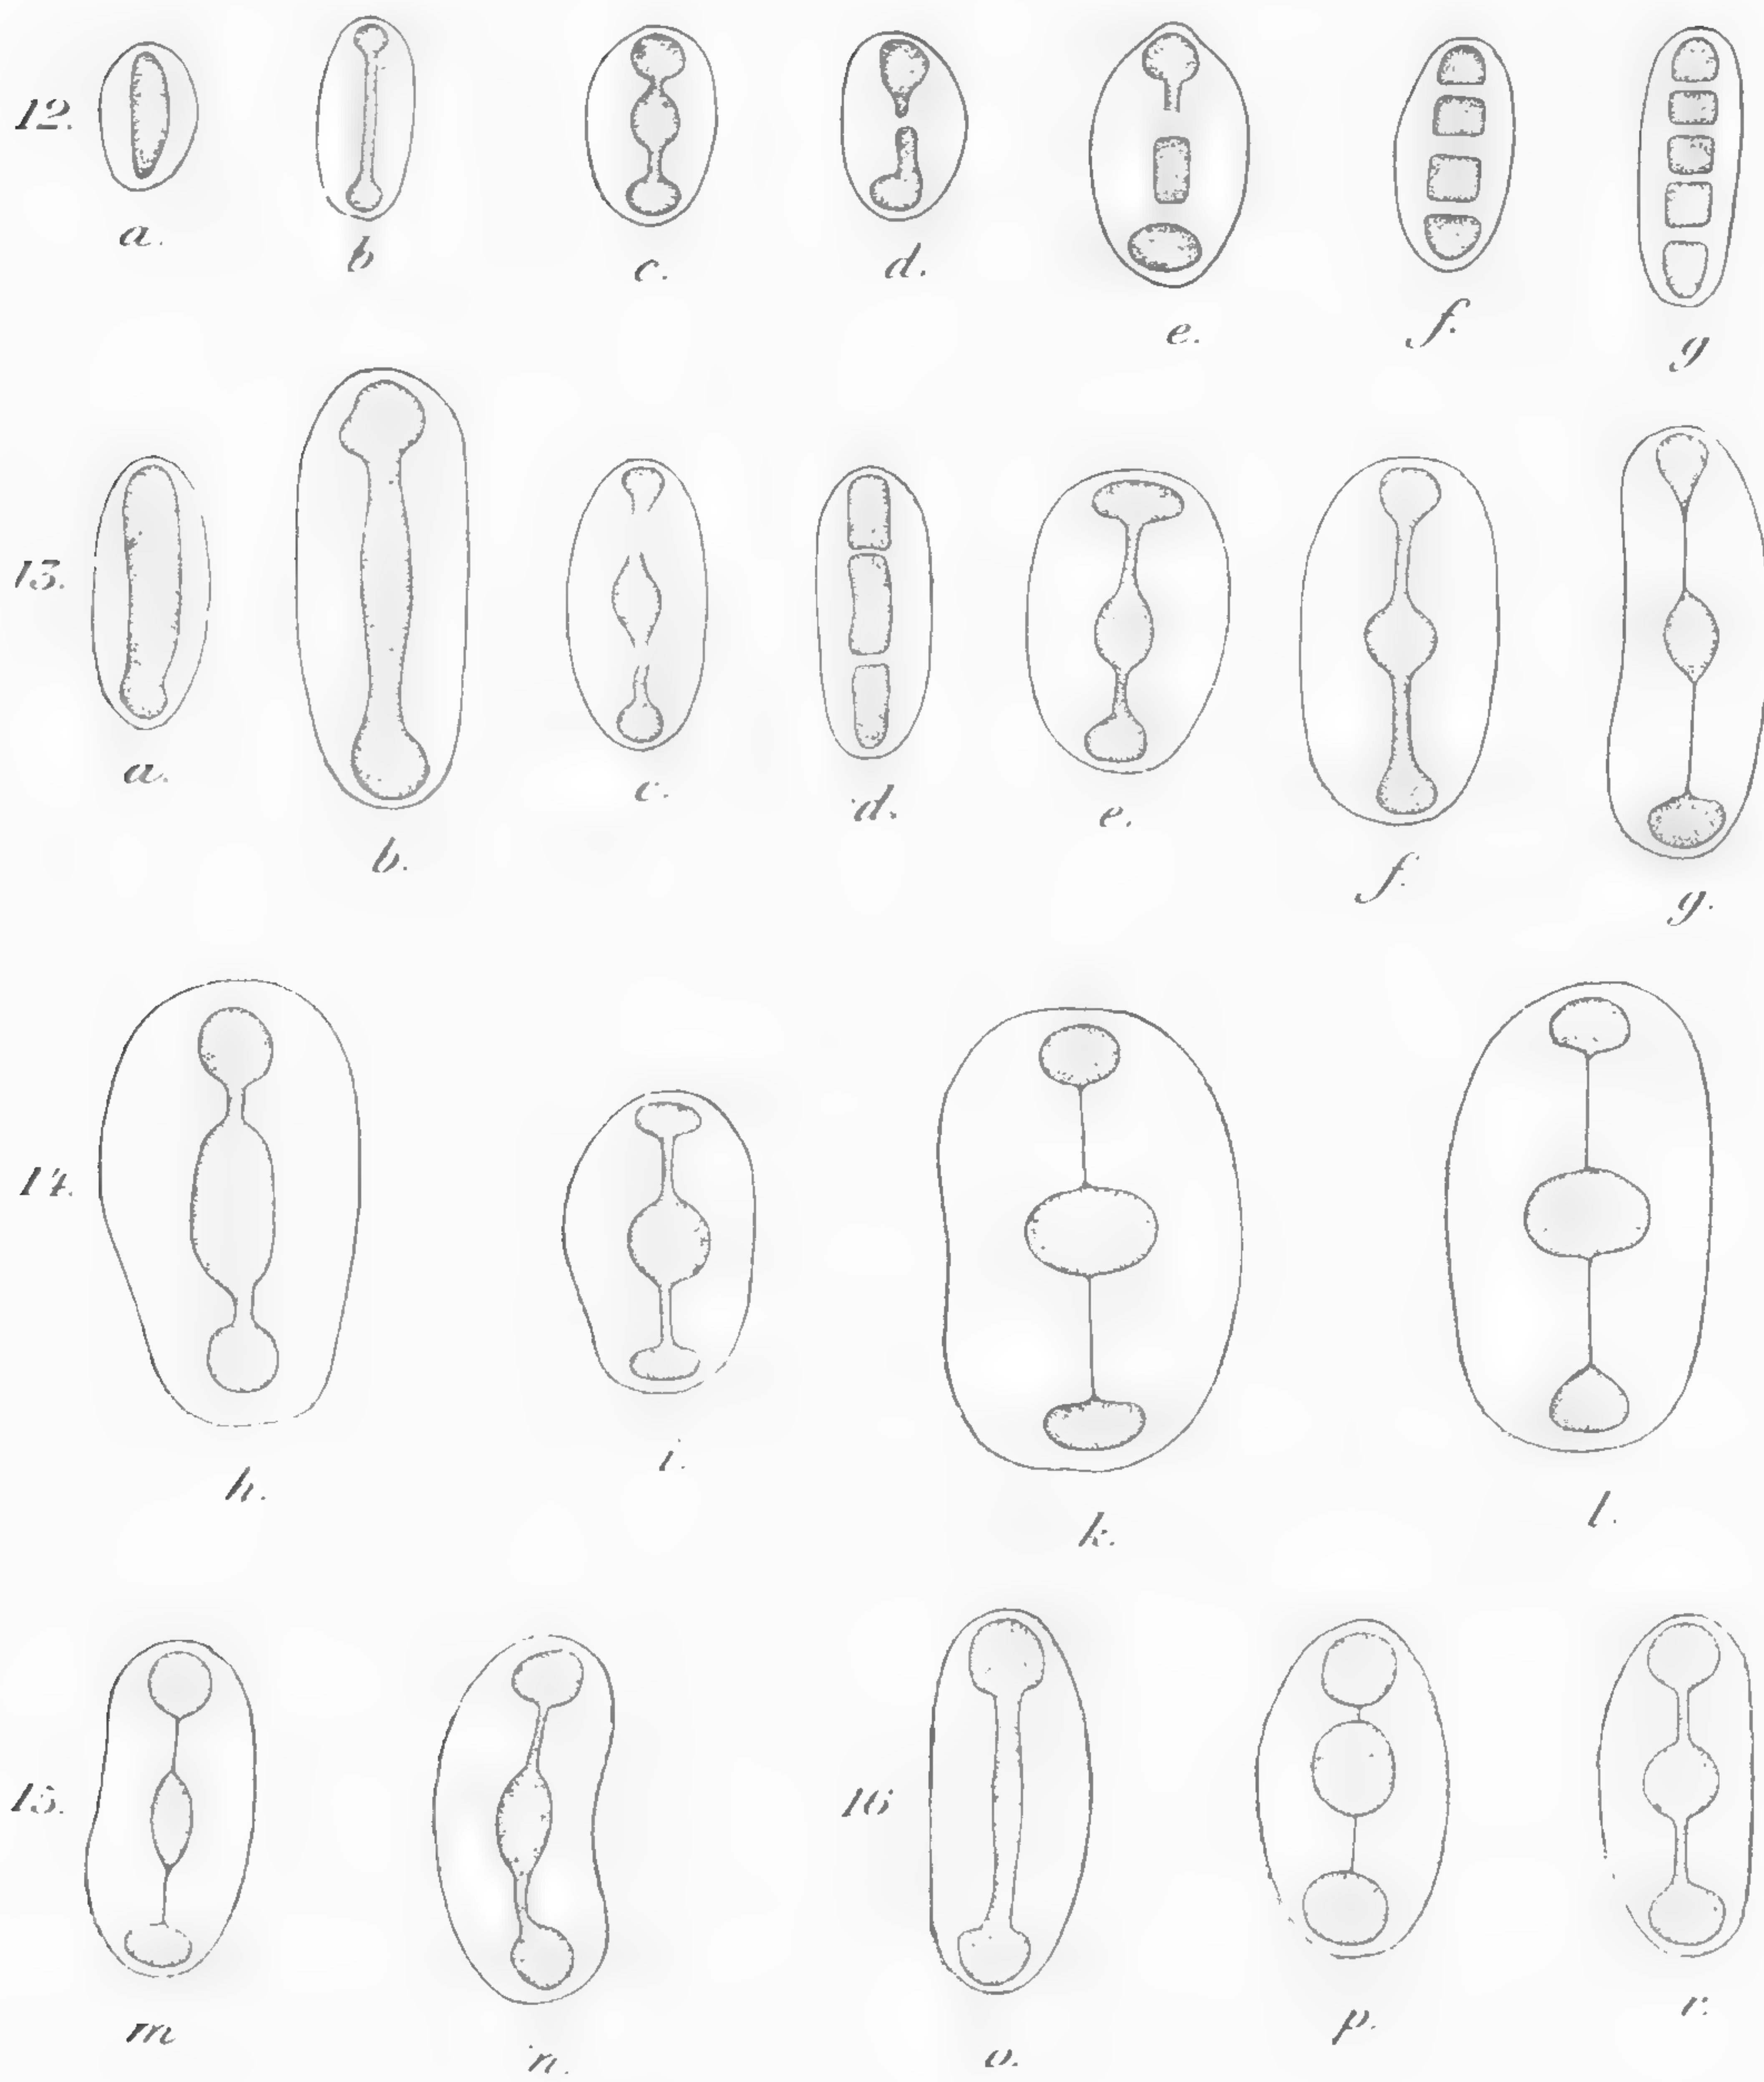 12.
a. b c. d. e. f. g
13.
a. b. c. d. e. f. g.
14.
h. i. k. l.
15. 16
m n. o. p. r.